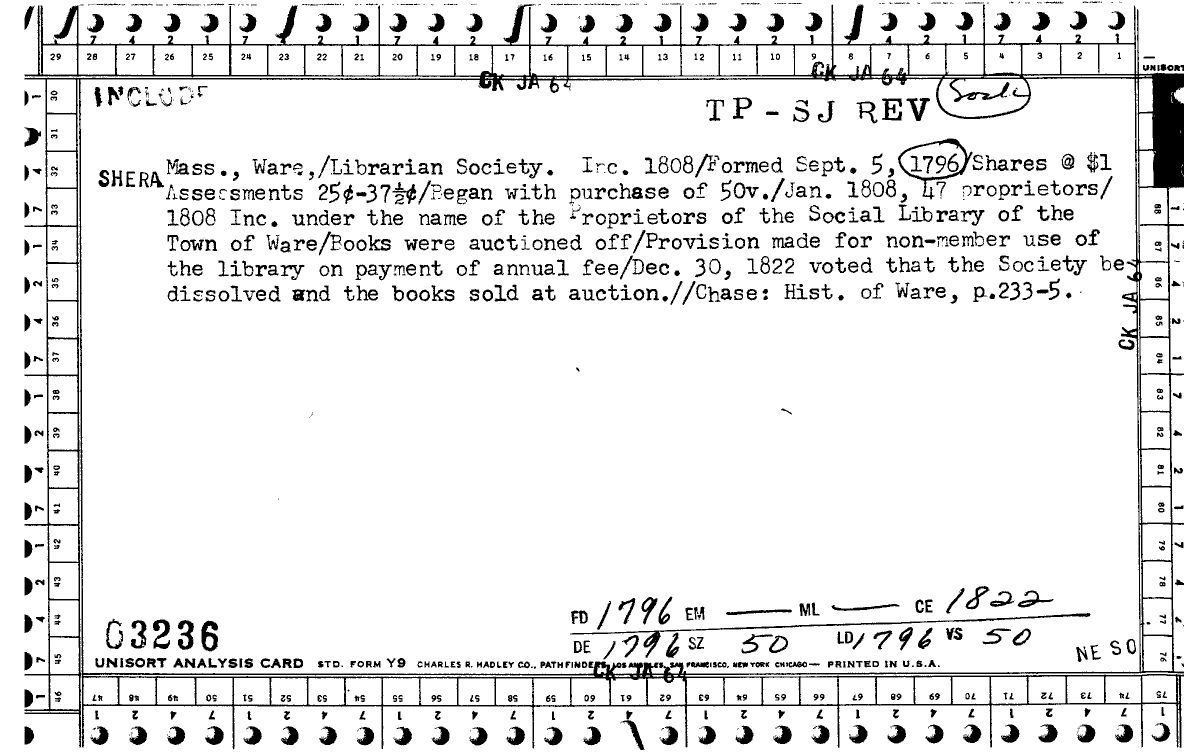 7 4 2 1 7 4 2 1 7 4 2 1 7 4 2 1 7 4 2 1 7 4 2 1 7 4 2 1
29 28 27 26 25 24 23 22 21 20 19 18 17 16 15 14 13 12 11 10 9 8 7 6 5 4 3 2 1
UNISORT
CK JA 64
CK JA 64
INCLUDE
TP-SJ REV
SHERA Mass., Ware,/Librarian Society. Inc. 1808/Formed Sept. 5, 1796/Shares @ $1
Assessments 25¢-37½¢/Began with purchase of 50v./Jan. 1808, 47 proprietors/
1808 Inc. under the name of the Proprietors of the Social Library of the
Town of Ware/Books were auctioned off/Provision made for non-member use of
the library on payment of annual fee/Dec. 30, 1822 voted that the Society be
dissolved and the books sold at auction.//Chase: Hist. of Ware, p.233-5.
CK JA 64
30
31
32
33
34
35
36
37
38
39
40
41
42
43
44
45
46
88
87
86
85
84
83
82
81
80
79
78
77
76
FD 1796 EM — ML — CE 1822
DE 1796 SZ 50 LD 1796 VS 50
03236
NE SO
UNISORT ANALYSIS CARD STD. FORM Y9 CHARLES R. HADLEY CO., PATHFINDERS, LOS ANGELES, SAN FRANCISCO, NEW YORK CHICAGO— PRINTED IN U.S.A.
CK JA 64
47 48 49 50 51 52 53 54 55 56 57 58 59 60 61 62 63 64 65 66 67 68 69 70 71 72 73 74 75
1 2 4 7 1 2 4 7 1 2 4 7 1 2 4 7 1 2 4 7 1 2 4 7 1 2 4 7 1